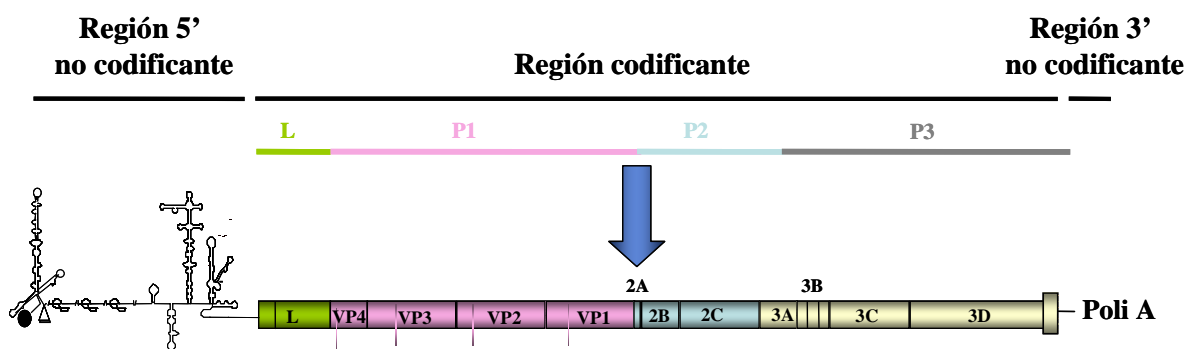 Región 5’
no codificante
Región codificante
Región 3’
no codificante
L P1 P2 P3
2A 3B
L VP4 VP3 VP2 VP1 2B 2C 3A 3C 3D Poli A